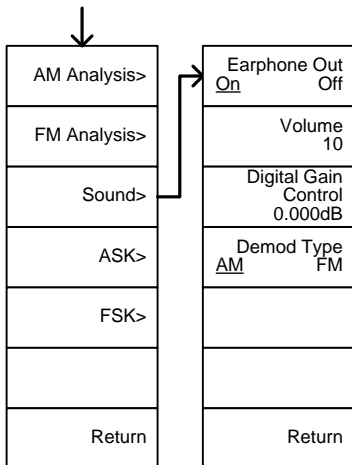 AM Analysis>
FM Analysis>
Sound>
ASK>
FSK>
Return
Earphone Out
On Off
Volume
10
Digital Gain
Control
0.000dB
Demod Type
AM FM
Return